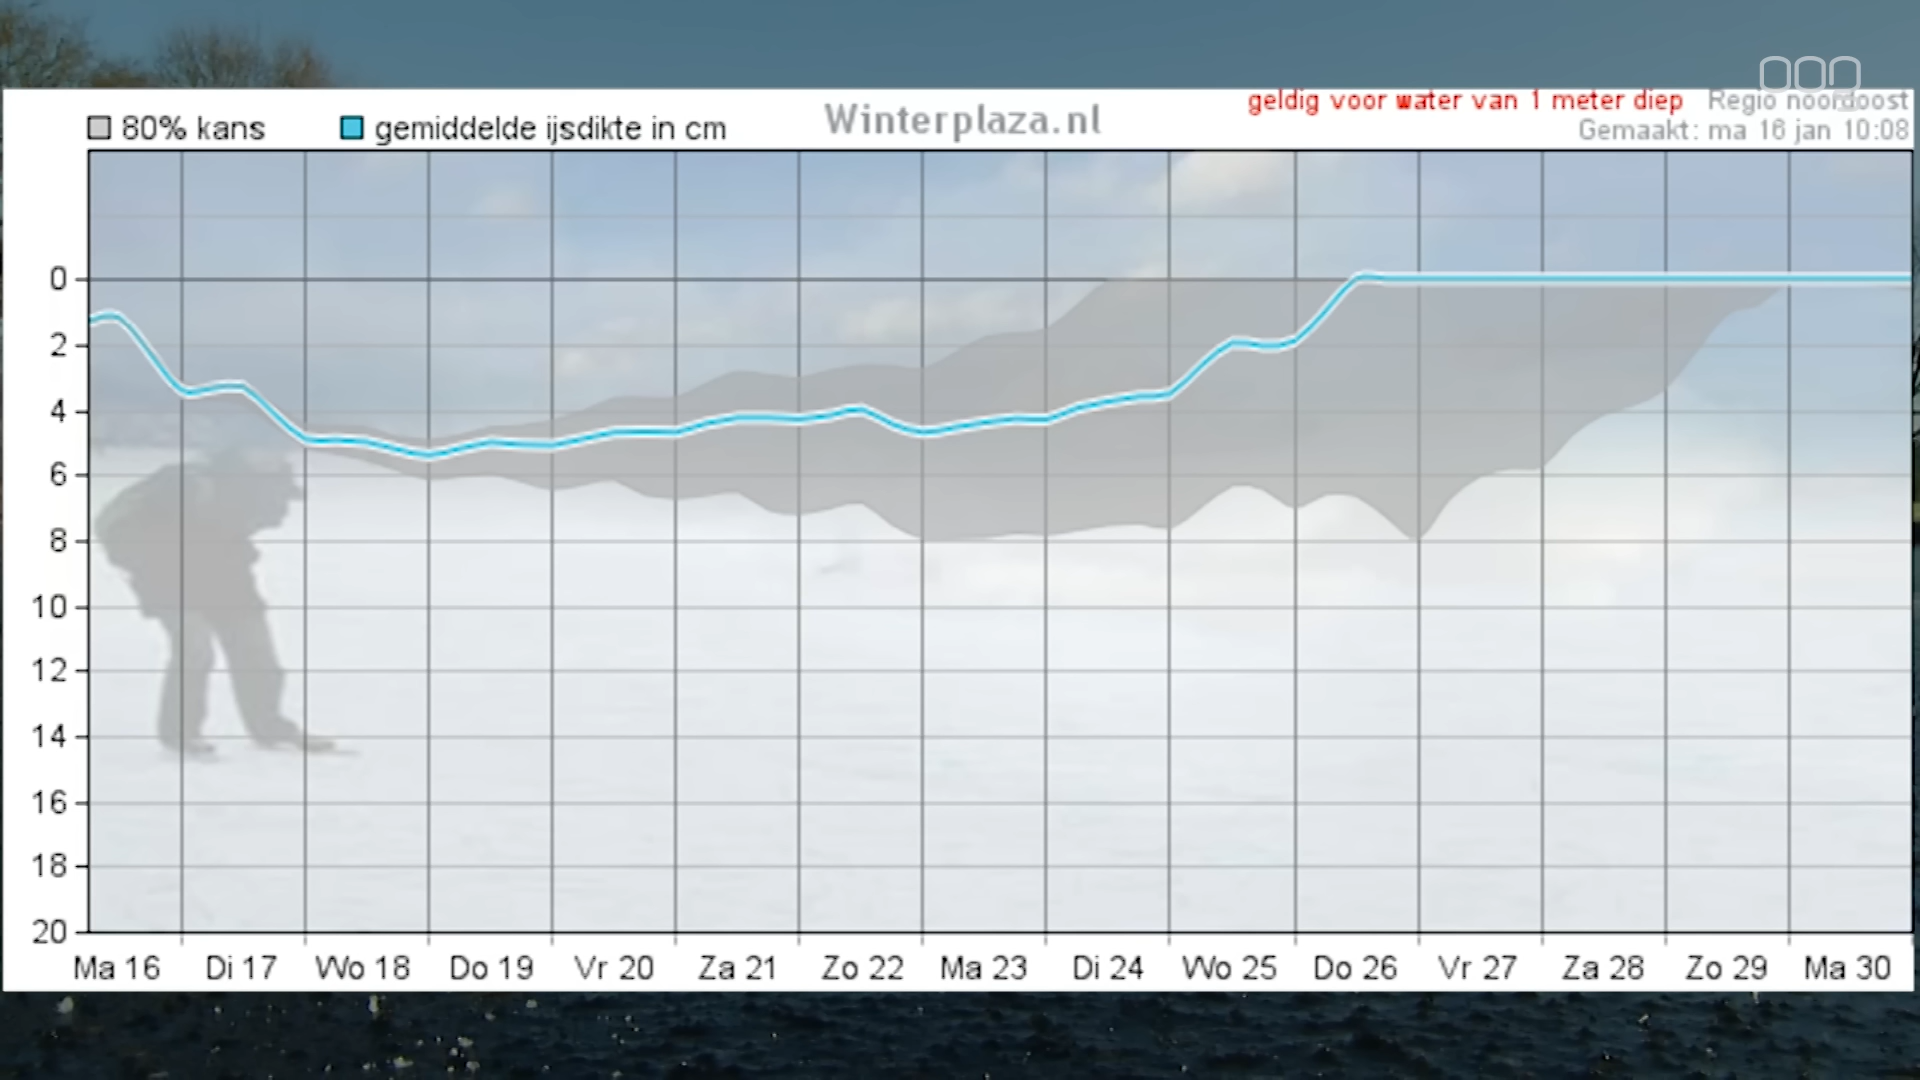 80% kans
gemiddelde ijsdikte in cm
Winterplaza.nl
geldig voor water van 1 meter diep
Regio noordoost
Gemaakt: ma 16 jan 10:08
0
2
4
6
8
10
12
14
16
18
20
Ma 16 Di 17 Wo 18 Do 19 Vr 20 Za 21 Zo 22 Ma 23 Di 24 Wo 25 Do 26 Vr 27 Za 28 Zo 29 Ma 30